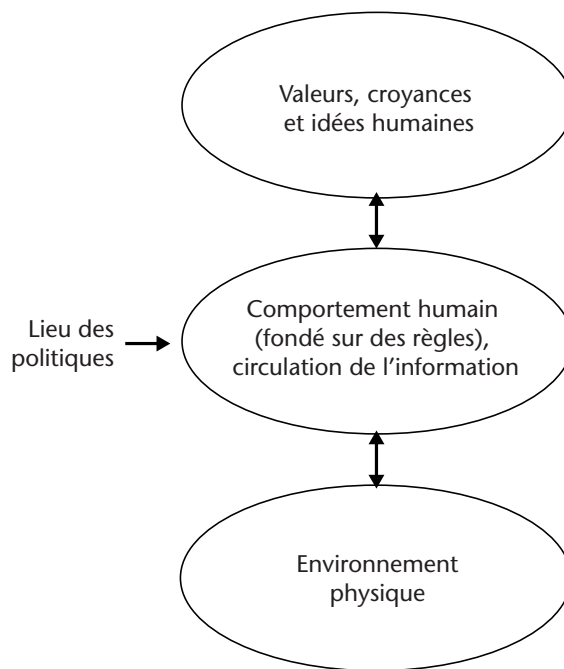 Valeurs, croyances
et idées humaines
Comportement humain
(fondé sur des règles),
circulation de l’information
Lieu des
politiques
Environnement
physique